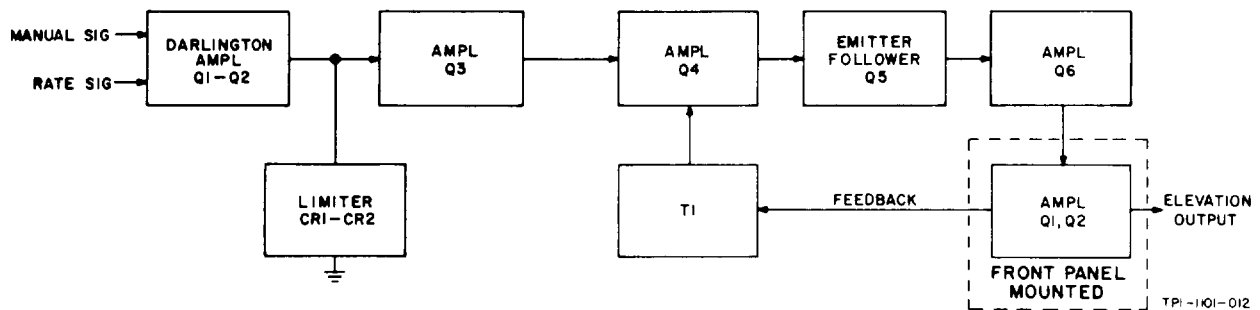 MANUAL SIG
RATE SIG
DARLINGTON
AMPL
Q1-Q2
AMPL
Q3
AMPL
Q4
EMITTER
FOLLOWER
Q5
AMPL
Q6
LIMITER
CR1-CR2
T1
FEEDBACK
AMPL
Q1, Q2
ELEVATION
OUTPUT
FRONT PANEL
MOUNTED
TPI-1101-012